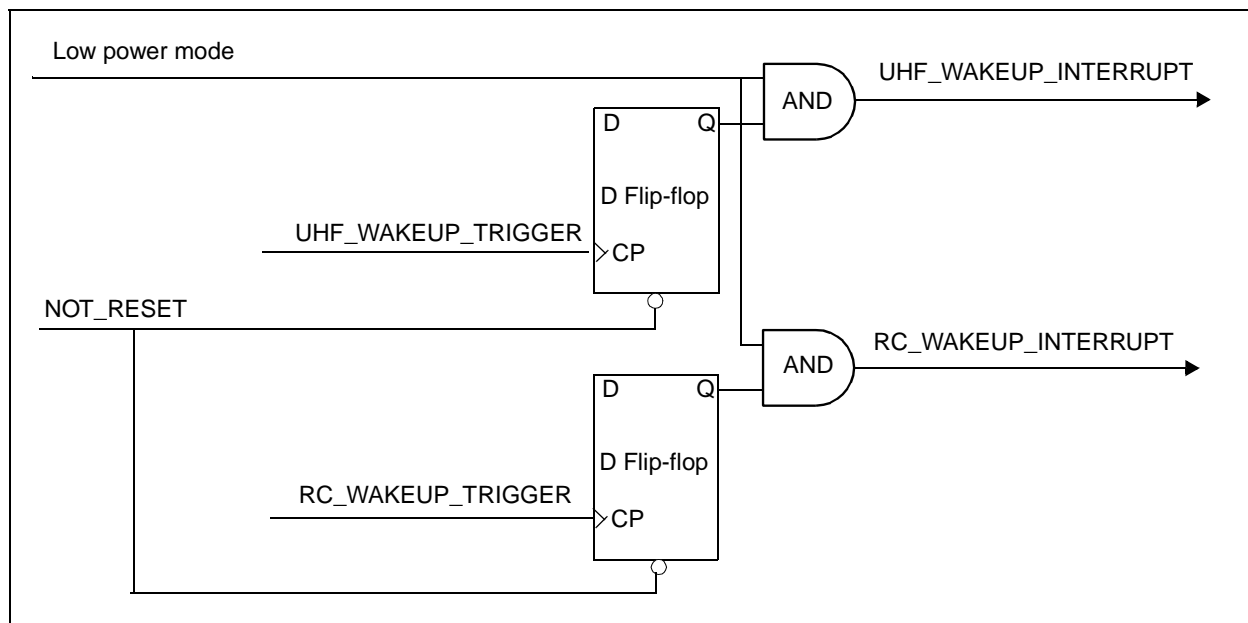 Low power mode
AND
UHF_WAKEUP_INTERRUPT
D Q
D Flip-flop
UHF_WAKEUP_TRIGGER
CP
NOT_RESET
AND
RC_WAKEUP_INTERRUPT
D Q
D Flip-flop
RC_WAKEUP_TRIGGER
CP